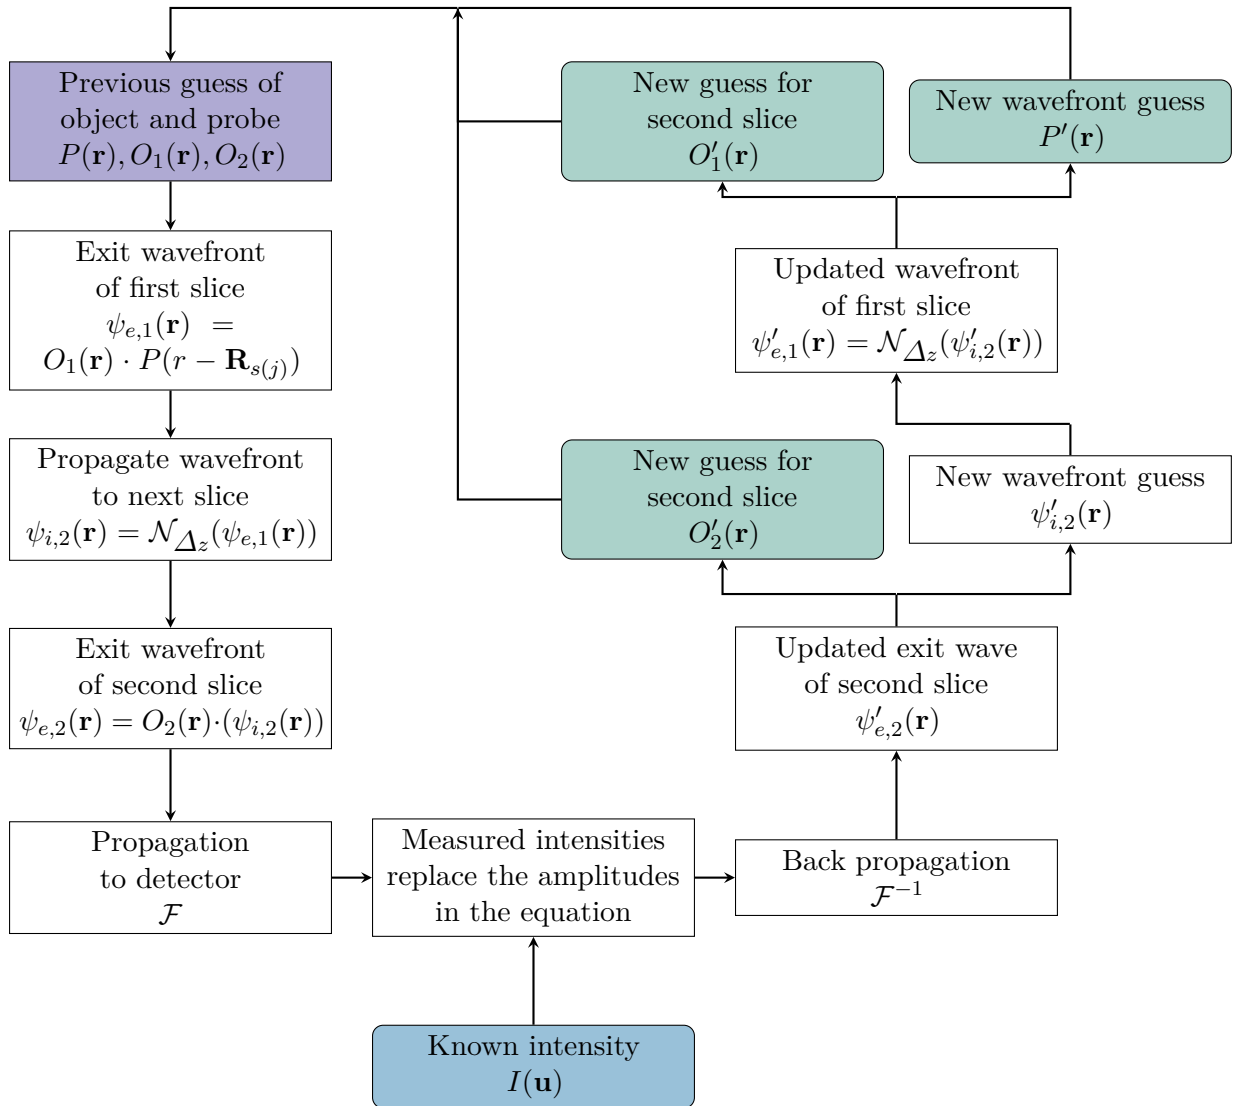 Previous guess of
object and probe
P(𝐫), O₁(𝐫), O₂(𝐫)
Exit wavefront
of first slice
ψ_{e,1}(𝐫) =
O₁(𝐫) · P(r − 𝐑_{s(j)})
Propagate wavefront
to next slice
ψ_{i,2}(𝐫) = 𝒩_{Δz}(ψ_{e,1}(𝐫))
Exit wavefront
of second slice
ψ_{e,2}(𝐫) = O₂(𝐫)·(ψ_{i,2}(𝐫))
Propagation
to detector
ℱ
Measured intensities
replace the amplitudes
in the equation
Known intensity
I(𝐮)
Back propagation
ℱ⁻¹
Updated exit wave
of second slice
ψ′_{e,2}(𝐫)
New guess for
second slice
O′₂(𝐫)
New wavefront guess
ψ′_{i,2}(𝐫)
Updated wavefront
of first slice
ψ′_{e,1}(𝐫) = 𝒩_{Δz}(ψ′_{i,2}(𝐫))
New guess for
second slice
O′₁(𝐫)
New wavefront guess
P′(𝐫)